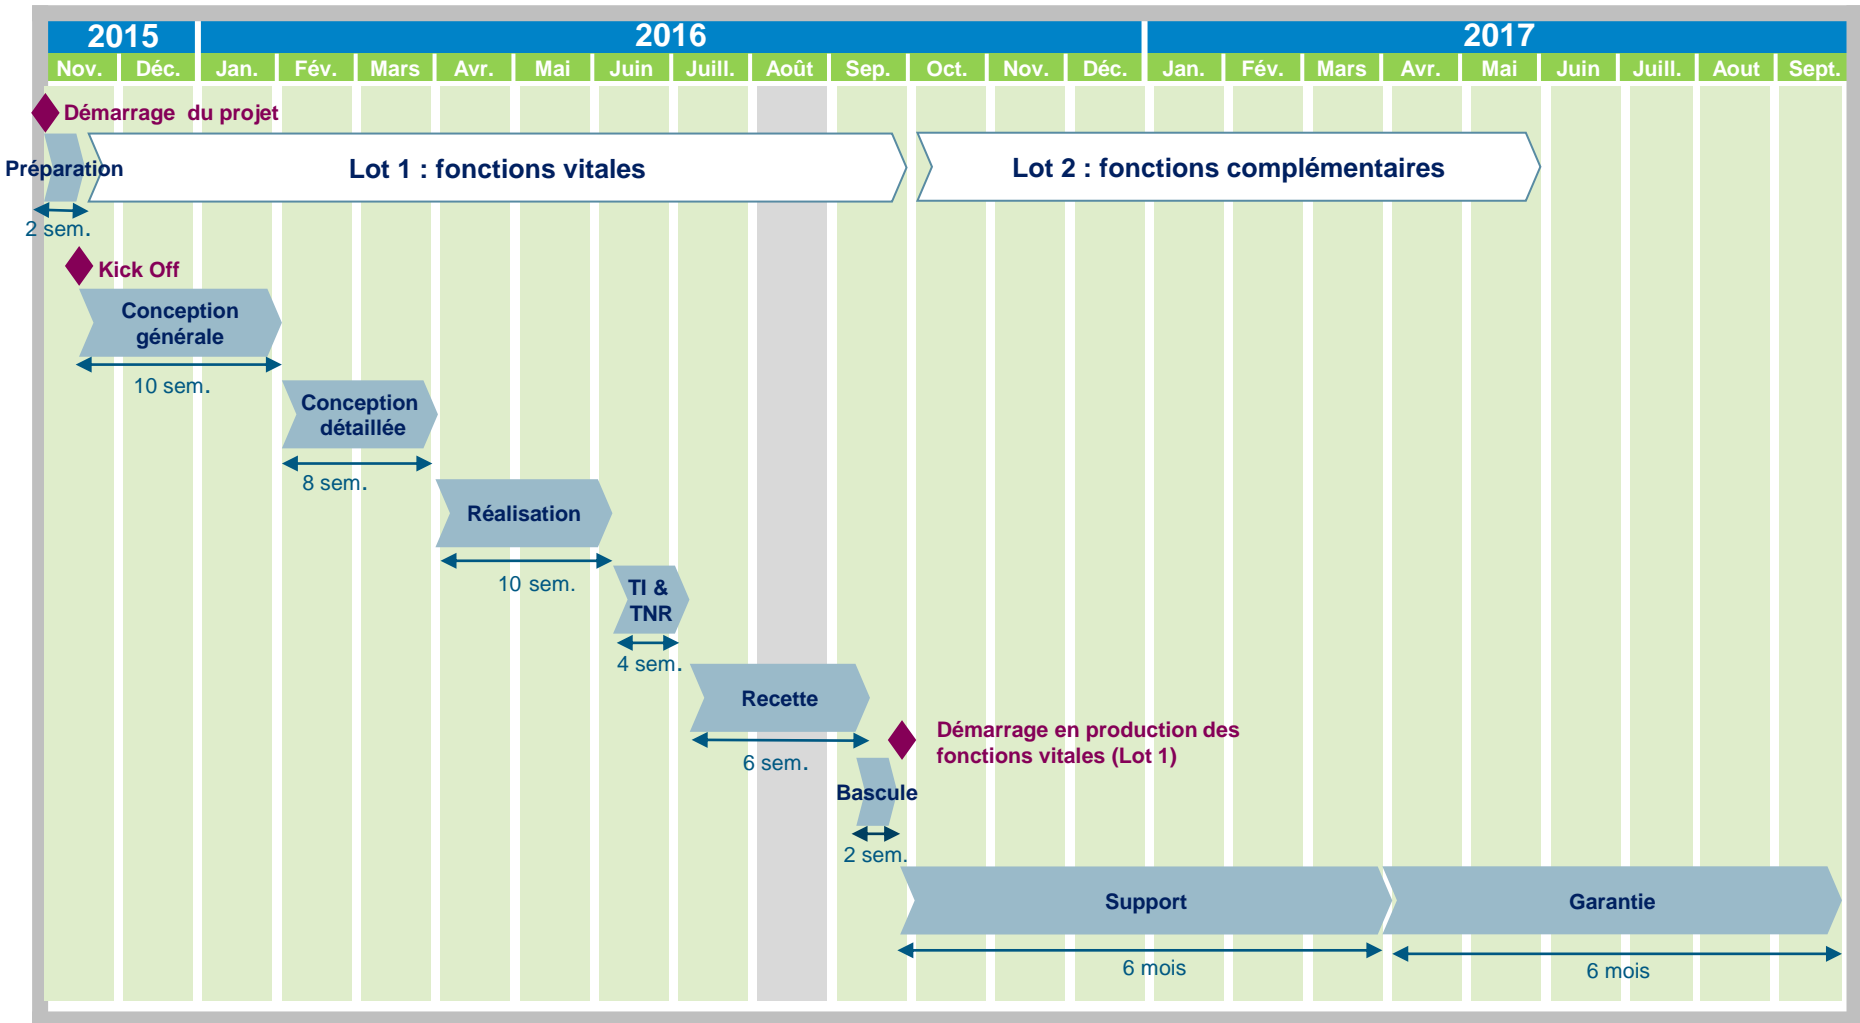 2015 2016 2017
Nov. Déc. Jan. Fév. Mars Avr. Mai Juin Juill. Août Sep. Oct. Nov. Déc. Jan. Fév. Mars Avr. Mai Juin Juill. Aout Sept.
Démarrage du projet
Préparation
Lot 1 : fonctions vitales
Lot 2 : fonctions complémentaires
2 sem.
Kick Off
Conception
générale
10 sem.
Conception
détaillée
8 sem.
Réalisation
10 sem.
TI &
TNR
4 sem.
Recette
6 sem.
Démarrage en production des
fonctions vitales (Lot 1)
Bascule
2 sem.
Support
Garantie
6 mois
6 mois